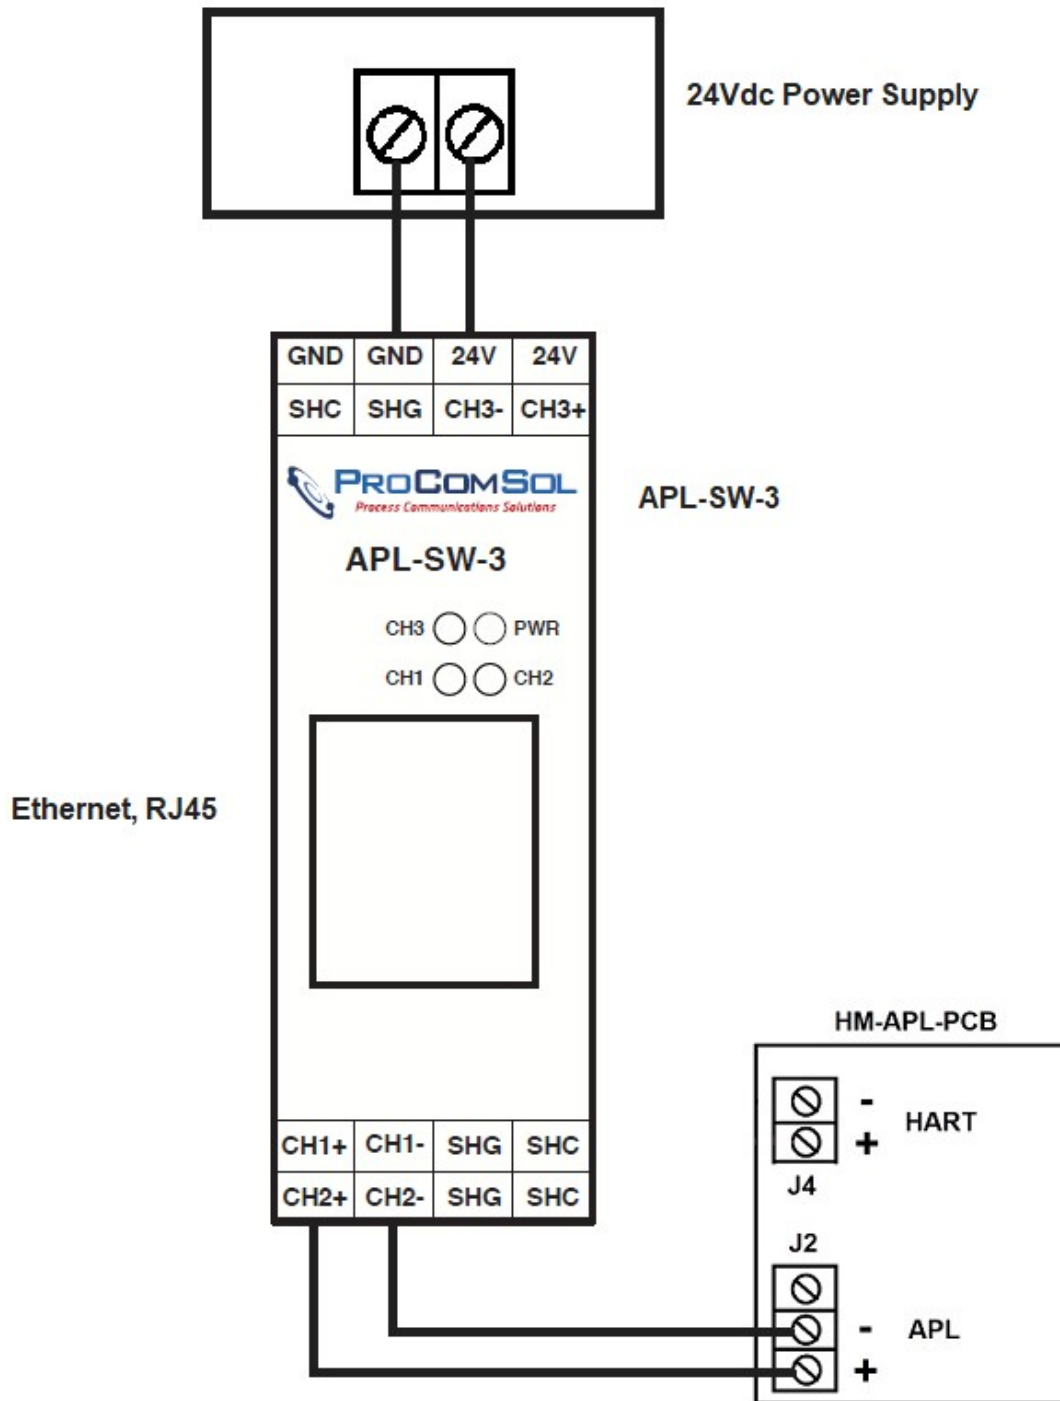 24Vdc Power Supply
GND GND 24V 24V
SHC SHG CH3- CH3+
PROCOMSOL
Process Communications Solutions
APL-SW-3
APL-SW-3
CH3 PWR
CH1 CH2
Ethernet, RJ45
HM-APL-PCB
-
HART
+
J4
CH1+ CH1- SHG SHC
CH2+ CH2- SHG SHC
J2
- APL
+